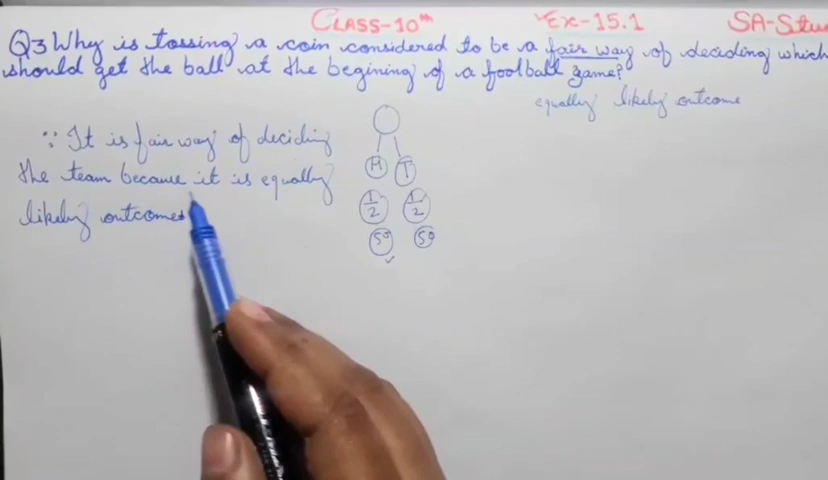 CLASS-10th EX-15.1 SA-Stu
Q3 Why is tossing a coin considered to be a fair way of deciding which
should get the ball at the begining of a football game?
equally likely outcome
∵ It is fair way of deciding
the team because it is equally
likely outcomes
H T
1/2 1/2
50 50